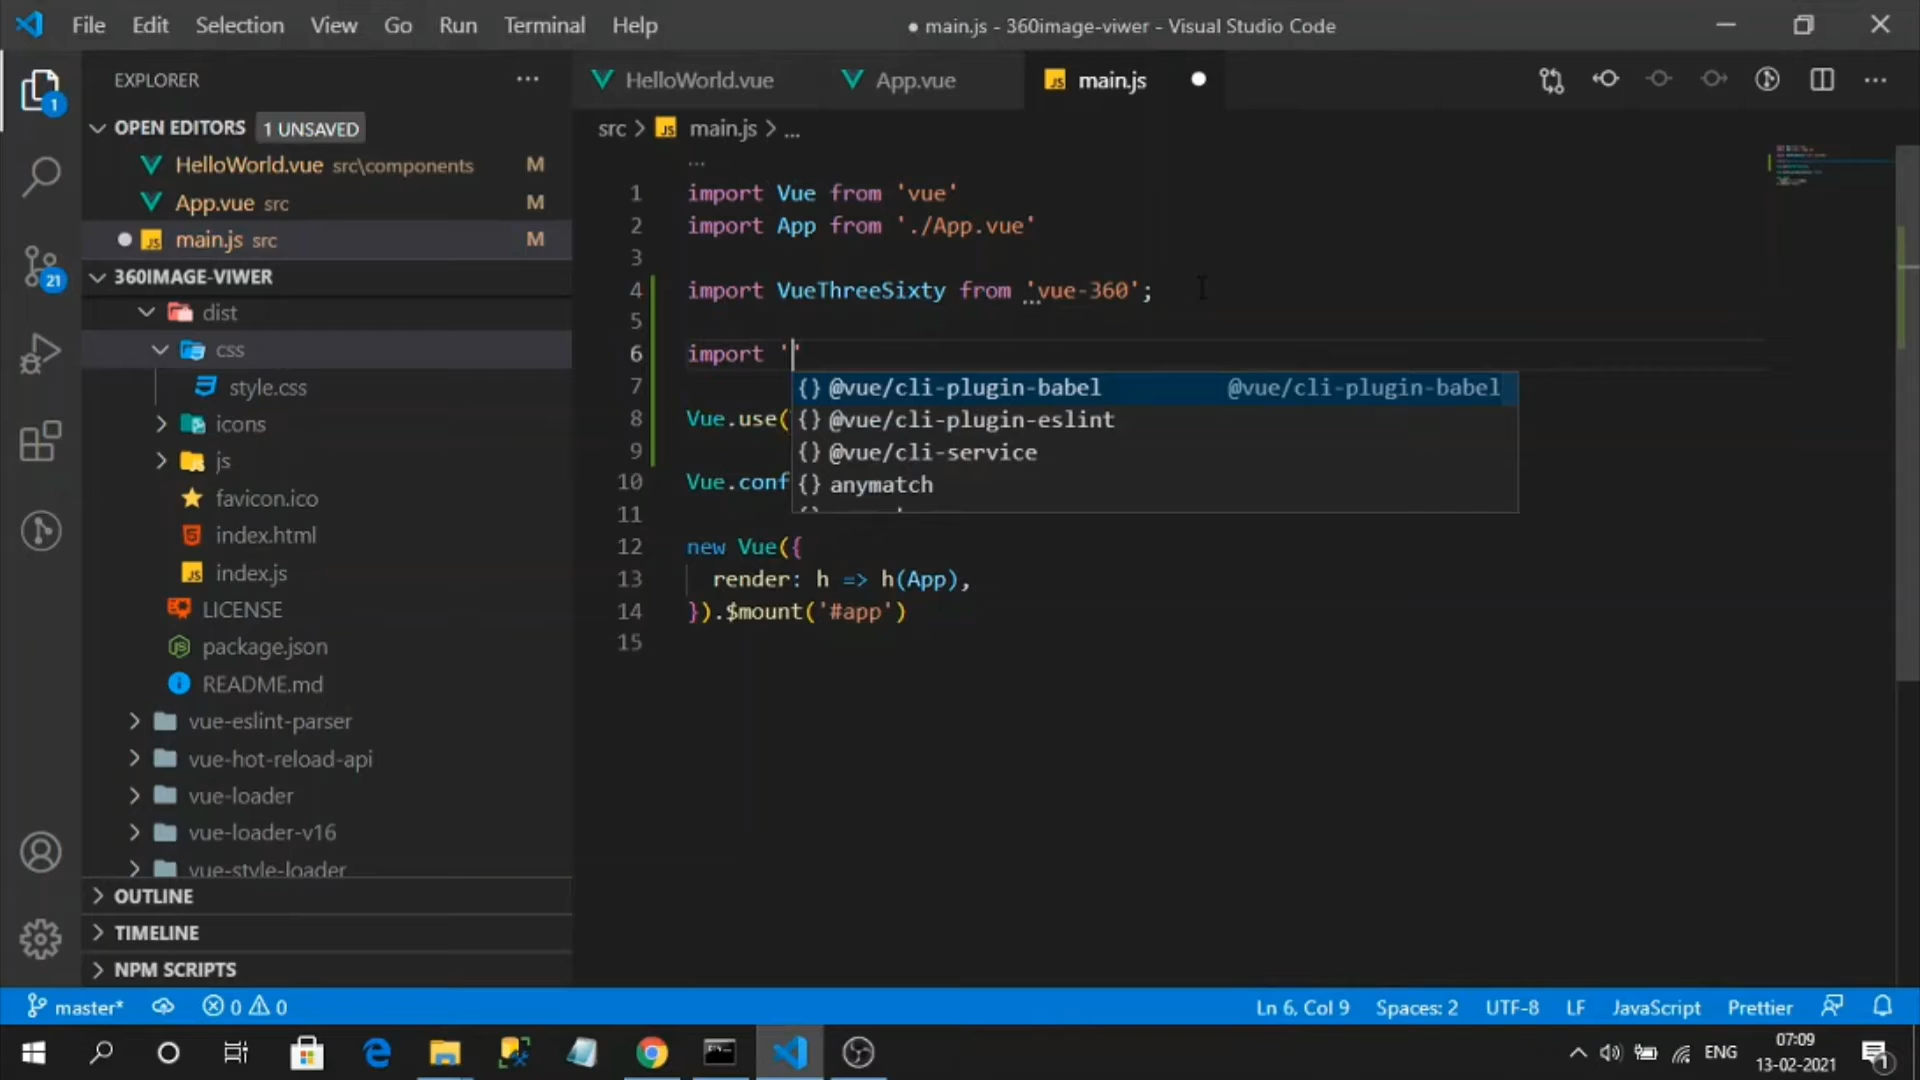 File Edit Selection View Go Run Terminal Help
● main.js - 360image-viwer - Visual Studio Code
EXPLORER ...
HelloWorld.vue
App.vue
JS main.js
OPEN EDITORS 1 UNSAVED
src > JS main.js > ...
HelloWorld.vue src\components M
App.vue src M
JS main.js src M
360IMAGE-VIWER
dist
css
style.css
icons
js
favicon.ico
index.html
JS index.js
LICENSE
package.json
README.md
vue-eslint-parser
vue-hot-reload-api
vue-loader
vue-loader-v16
vue-style-loader
OUTLINE
TIMELINE
NPM SCRIPTS
1
21
...
1 import Vue from 'vue'
2 import App from './App.vue'
3
4 import VueThreeSixty from 'vue-360';
5
6 import ''
7
8 Vue.use(
9
10 Vue.conf
11
12 new Vue({
13 render: h => h(App),
14 }).$mount('#app')
15
{} @vue/cli-plugin-babel @vue/cli-plugin-babel
{} @vue/cli-plugin-eslint
{} @vue/cli-service
{} anymatch
master* 0 0 Ln 6, Col 9 Spaces: 2 UTF-8 LF JavaScript Prettier
ENG
07:09
13-02-2021
1